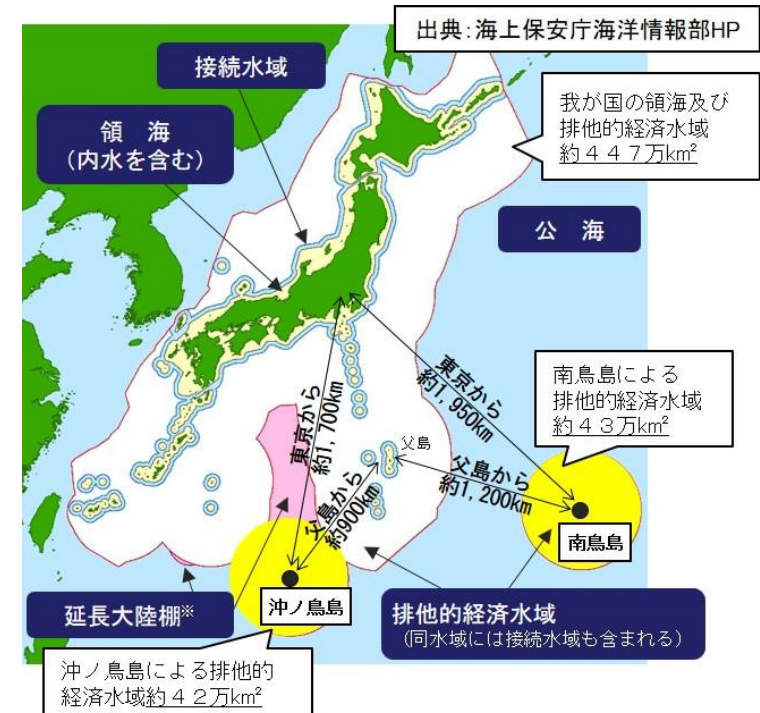 出典：海上保安庁海洋情報部HP
接続水域
領　海
（内水を含む）
我が国の領海及び
排他的経済水域
約４４７万km²
公　海
東京から
約1,700km
東京から
約1,950km
南鳥島による
排他的経済水域
約４３万km²
父島
父島から
約900km
父島から
約1,200km
南鳥島
沖ノ鳥島
延長大陸棚※
排他的経済水域
（同水域には接続水域も含まれる）
沖ノ鳥島による排他的
経済水域約４２万km²